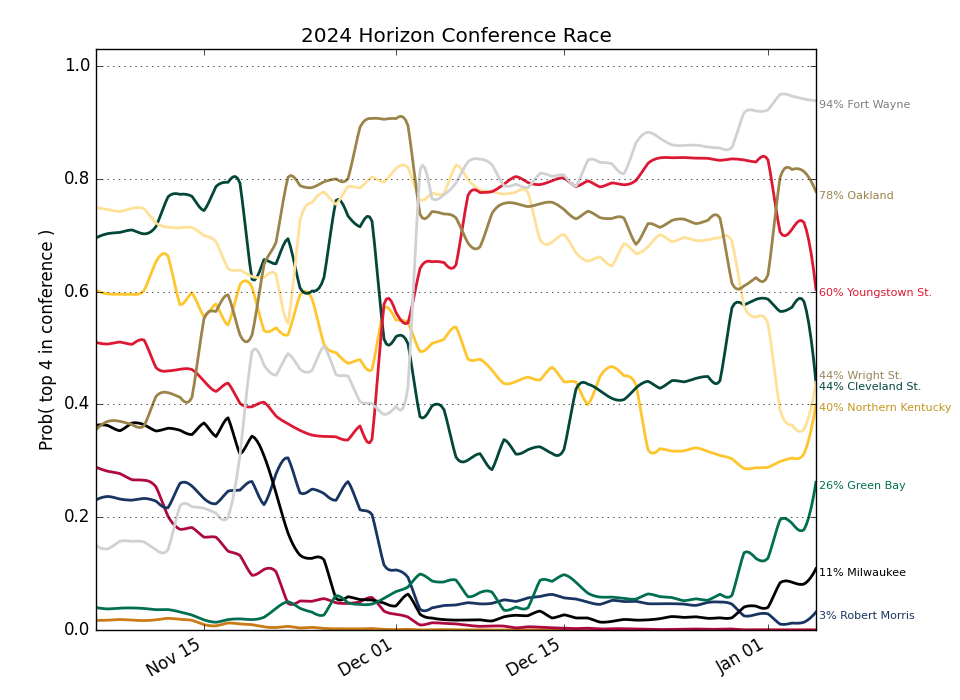 2024 Horizon Conference Race
Prob( top 4 in conference )
1.0
0.8
0.6
0.4
0.2
0.0
Nov 15
Dec 01
Dec 15
Jan 01
94% Fort Wayne
78% Oakland
60% Youngstown St.
44% Wright St.
44% Cleveland St.
40% Northern Kentucky
26% Green Bay
11% Milwaukee
3% Robert Morris